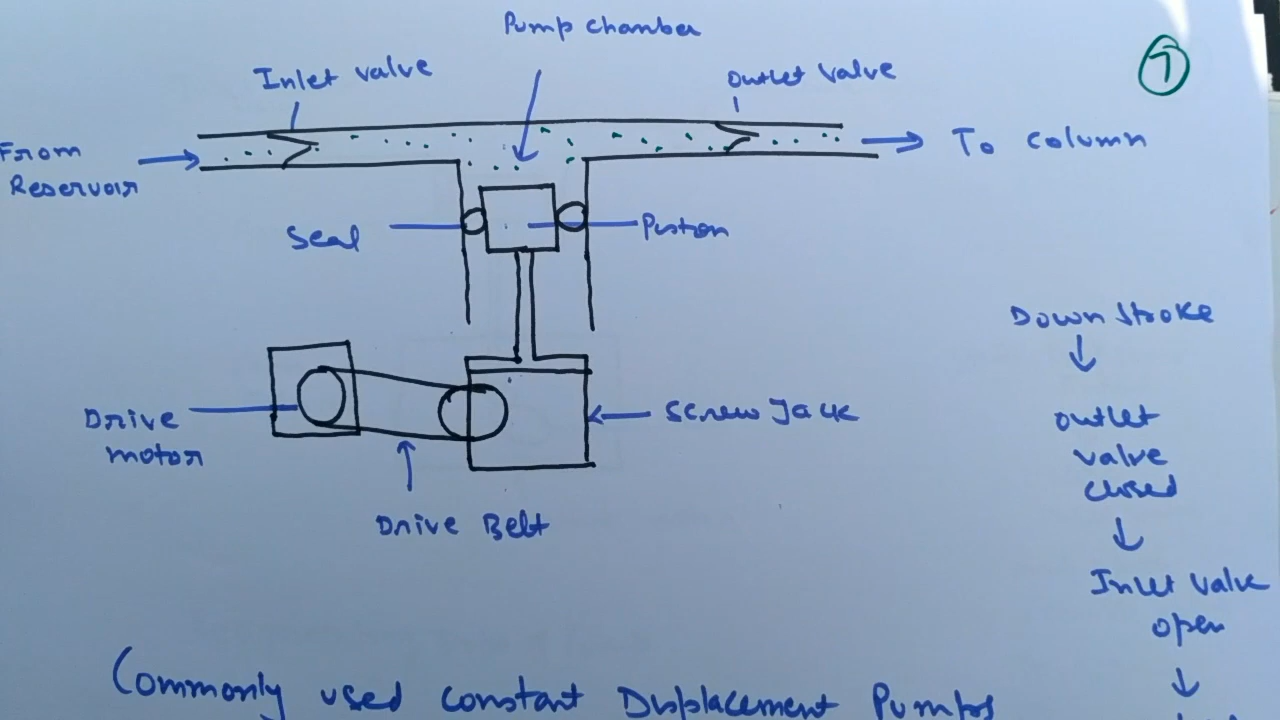 Pump chamber
7
Inlet valve
Outlet valve
From
Reservoir
To column
Seal
Piston
Down stroke
Drive
motor
Screw Jack
Outlet
valve
closed
Drive Belt
Inlet valve
open
Commonly used constant Displacement Pumps